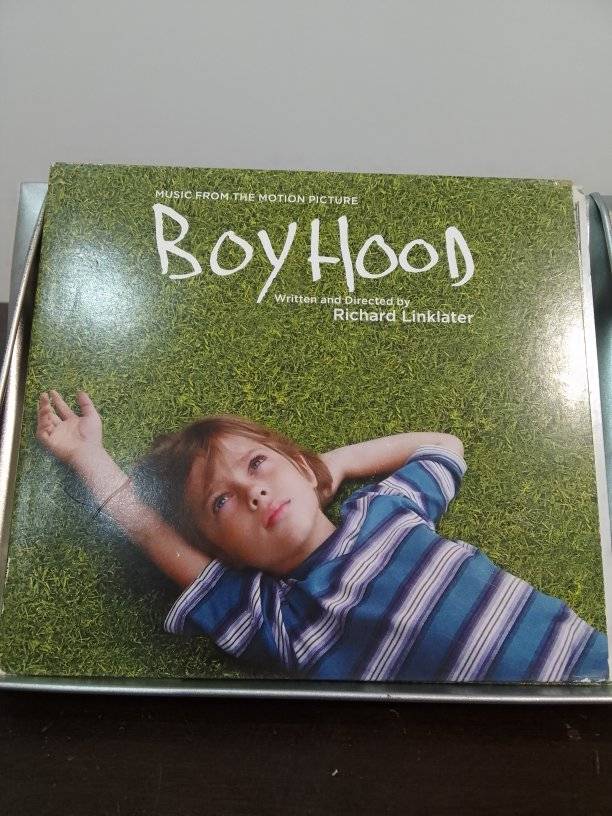 MUSIC FROM THE MOTION PICTURE
BOYHOOD
Written and Directed by
Richard Linklater